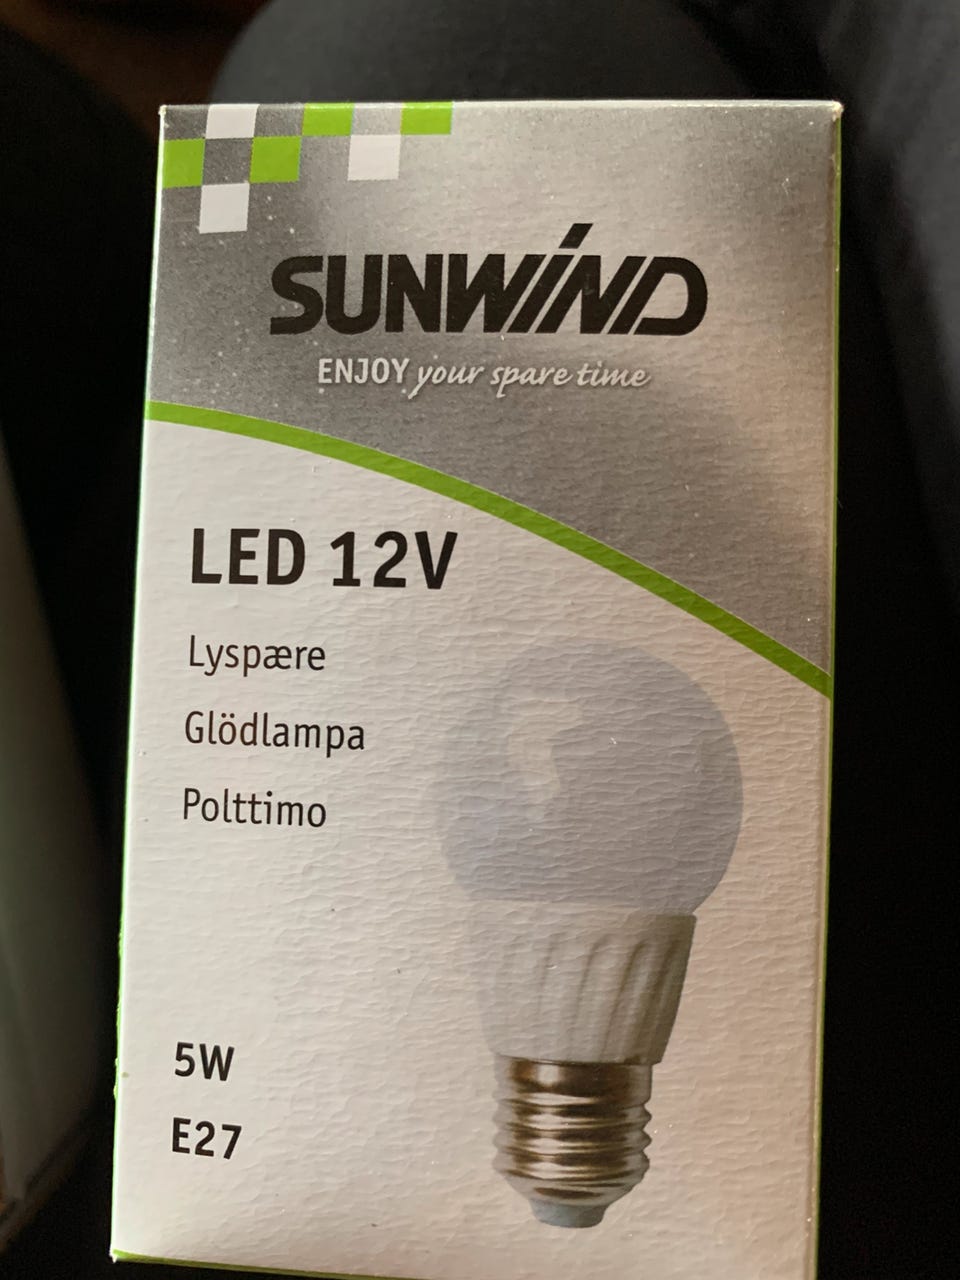 SUNWIND
ENJOY your spare time
LED 12V
Lyspære
Glödlampa
Polttimo
5W
E27